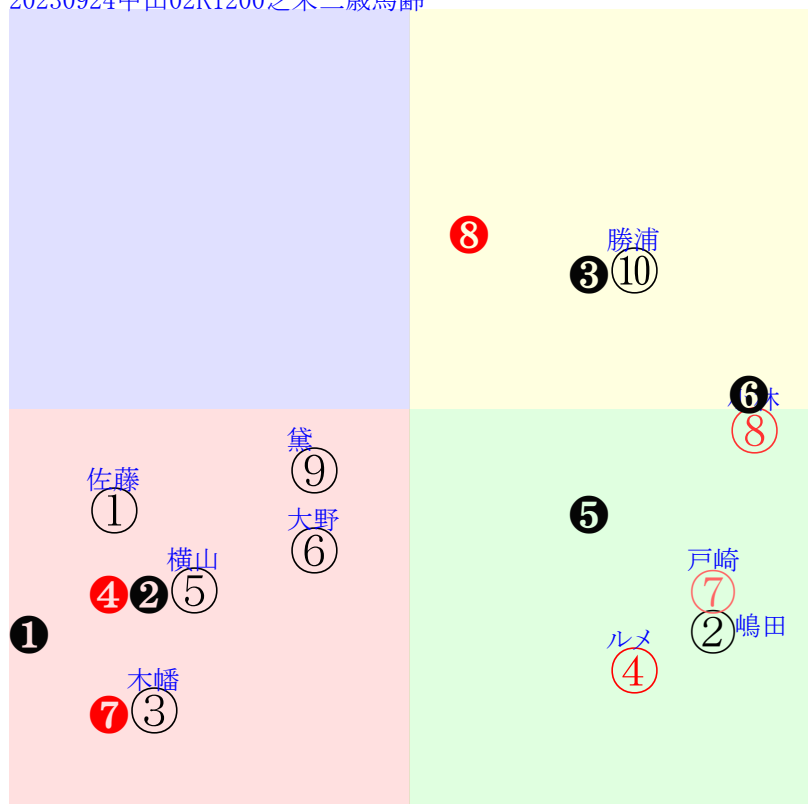 20230924中山02R1200芝未二歳馬齢
❽
勝浦
❸⑩
❻
⑧
黛
⑨
佐藤
①
大野
⑥
❺
横山
❹❷⑤
戸崎
⑦
❶
②嶋田
ルメ
④
木幡
❼③